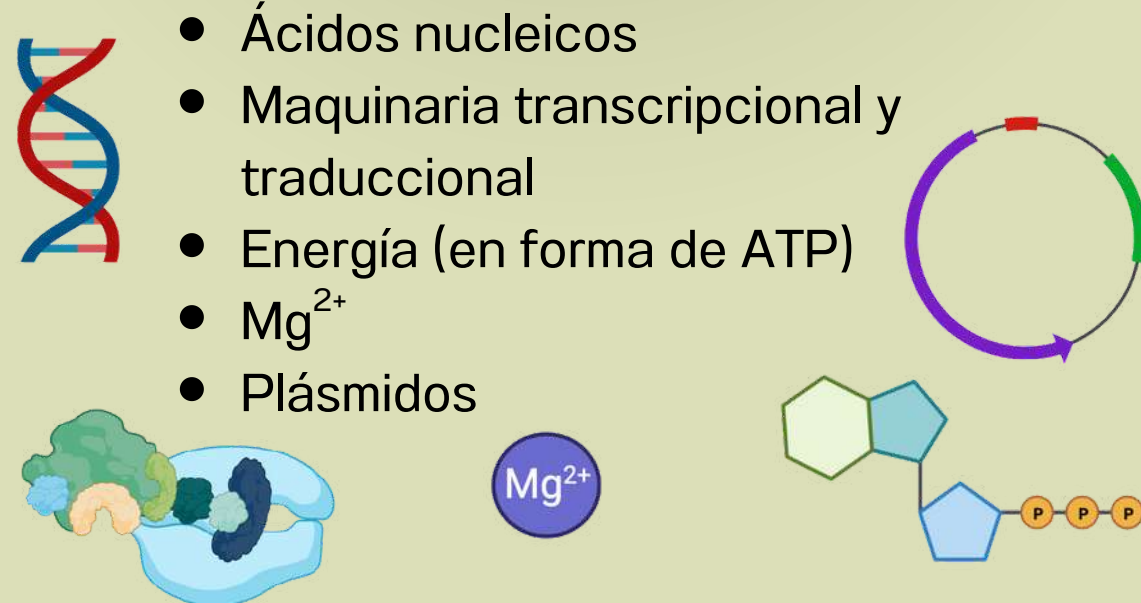 • Ácidos nucleicos
• Maquinaria transcripcional y
traduccional
• Energía (en forma de ATP)
• Mg²⁺
• Plásmidos
Mg²⁺
P P P